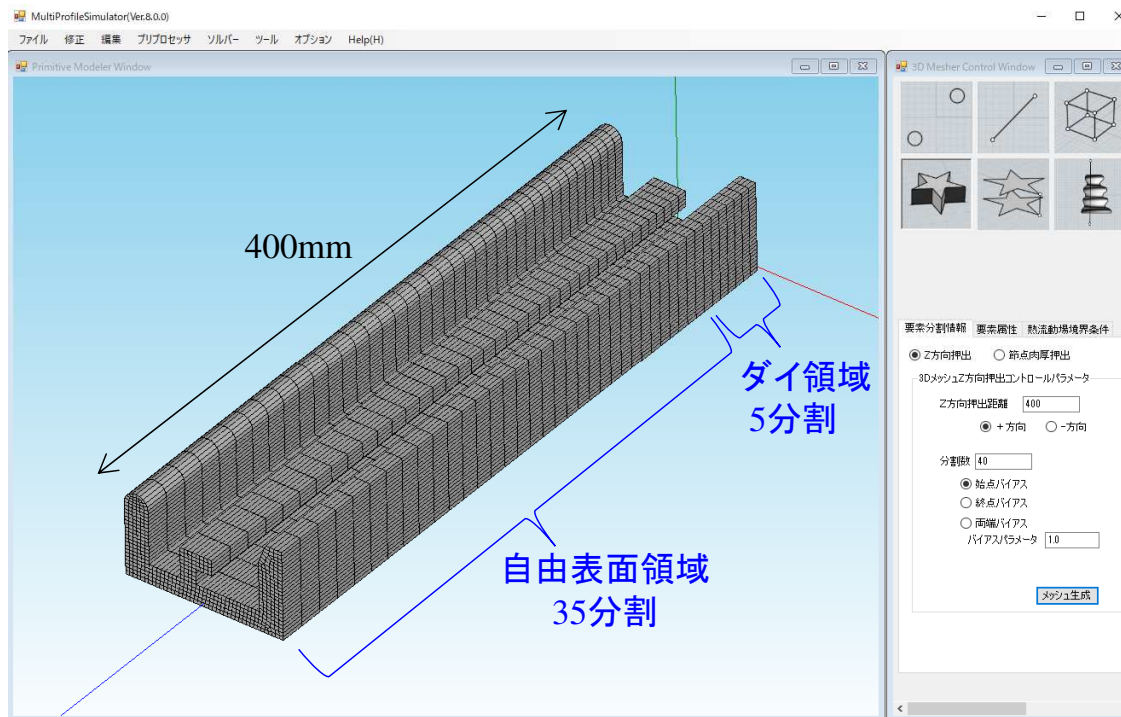 MultiProfileSimulator(Ver.8.0.0)
ファイル 修正 編集 プリプロセッサ ソルバー ツール オプション Help(H)
Primitive Modeler Window
400mm
ダイ領域
5分割
自由表面領域
35分割
3D Mesher Control Window
要素分割情報 要素属性 熱流動場境界条件
Z方向押出 節点肉厚押出
3DメッシュZ方向押出コントロールパラメータ
Z方向押出距離 400
+方向 -方向
分割数 40
始点バイアス
終点バイアス
両端バイアス
バイアスパラメータ 1.0
メッシュ生成